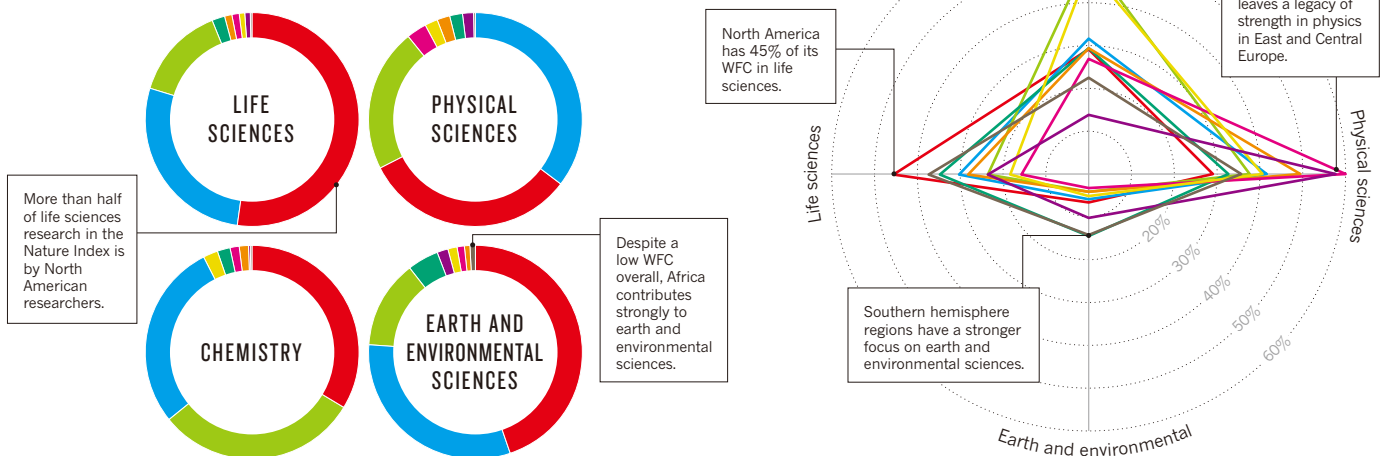 LIFE
SCIENCES
PHYSICAL
SCIENCES
More than half
of life sciences
research in the
Nature Index is
by North
American
researchers.
CHEMISTRY
EARTH AND
ENVIRONMENTAL
SCIENCES
Despite a
low WFC
overall, Africa
contributes
strongly to
earth and
environmental
sciences.
North America
has 45% of its
WFC in life
sciences.
leaves a legacy of
strength in physics
in East and Central
Europe.
Life sciences
Physical sciences
20%
30%
40%
50%
60%
Southern hemisphere
regions have a stronger
focus on earth and
environmental sciences.
Earth and environmental